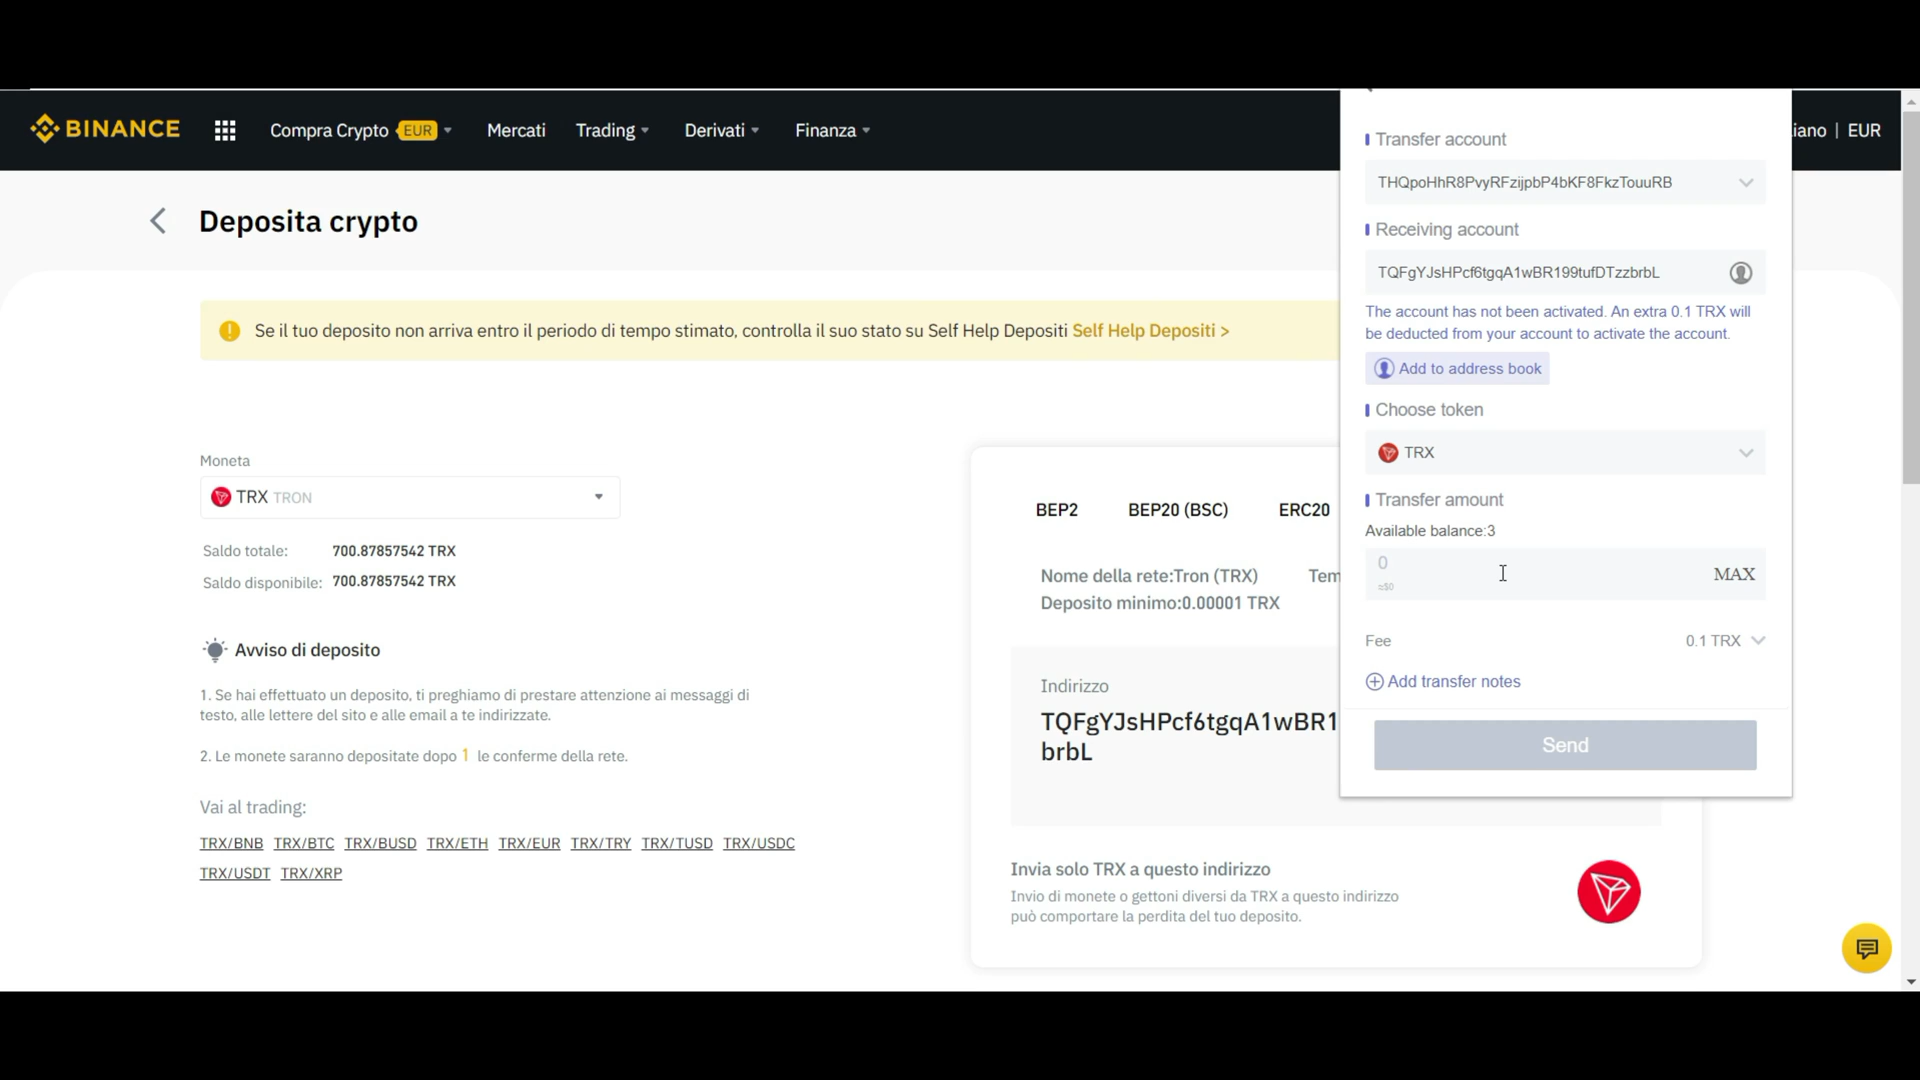 BINANCE
Compra Crypto EUR
Mercati
Trading
Derivati
Finanza
iano | EUR
Deposita crypto
Se il tuo deposito non arriva entro il periodo di tempo stimato, controlla il suo stato su Self Help Depositi Self Help Depositi >
Moneta
TRX TRON
Saldo totale: 700.87857542 TRX
Saldo disponibile: 700.87857542 TRX
Avviso di deposito
1. Se hai effettuato un deposito, ti preghiamo di prestare attenzione ai messaggi di
testo, alle lettere del sito e alle email a te indirizzate.
2. Le monete saranno depositate dopo 1 le conferme della rete.
Vai al trading:
TRX/BNB TRX/BTC TRX/BUSD TRX/ETH TRX/EUR TRX/TRY TRX/TUSD TRX/USDC
TRX/USDT TRX/XRP
BEP2 BEP20 (BSC) ERC20
Nome della rete:Tron (TRX) Tem
Deposito minimo:0.00001 TRX
Indirizzo
TQFgYJsHPcf6tgqA1wBR1
brbL
Invia solo TRX a questo indirizzo
Invio di monete o gettoni diversi da TRX a questo indirizzo
può comportare la perdita del tuo deposito.
Transfer account
THQpoHhR8PvyRFzijpbP4bKF8FkzTouuRB
Receiving account
TQFgYJsHPcf6tgqA1wBR199tufDTzzbrbL
The account has not been activated. An extra 0.1 TRX will
be deducted from your account to activate the account.
Add to address book
Choose token
TRX
Transfer amount
Available balance:3
0
≈$0
MAX
Fee 0.1 TRX
Add transfer notes
Send